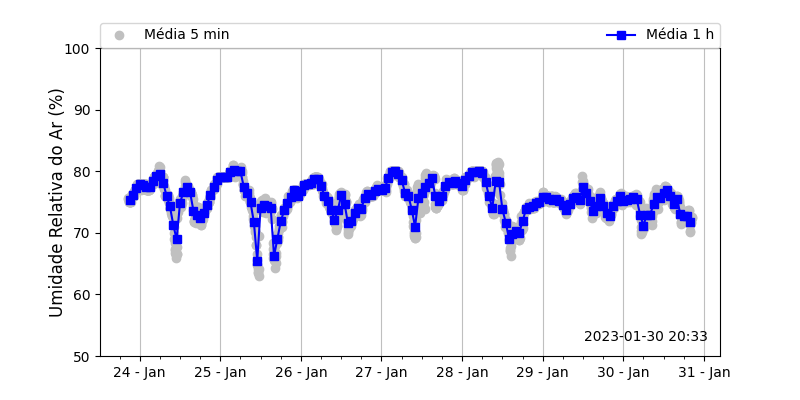 Média 5 min
Média 1 h
Umidade Relativa do Ar (%)
100
90
80
70
60
50
2023-01-30 20:33
24 - Jan
25 - Jan
26 - Jan
27 - Jan
28 - Jan
29 - Jan
30 - Jan
31 - Jan